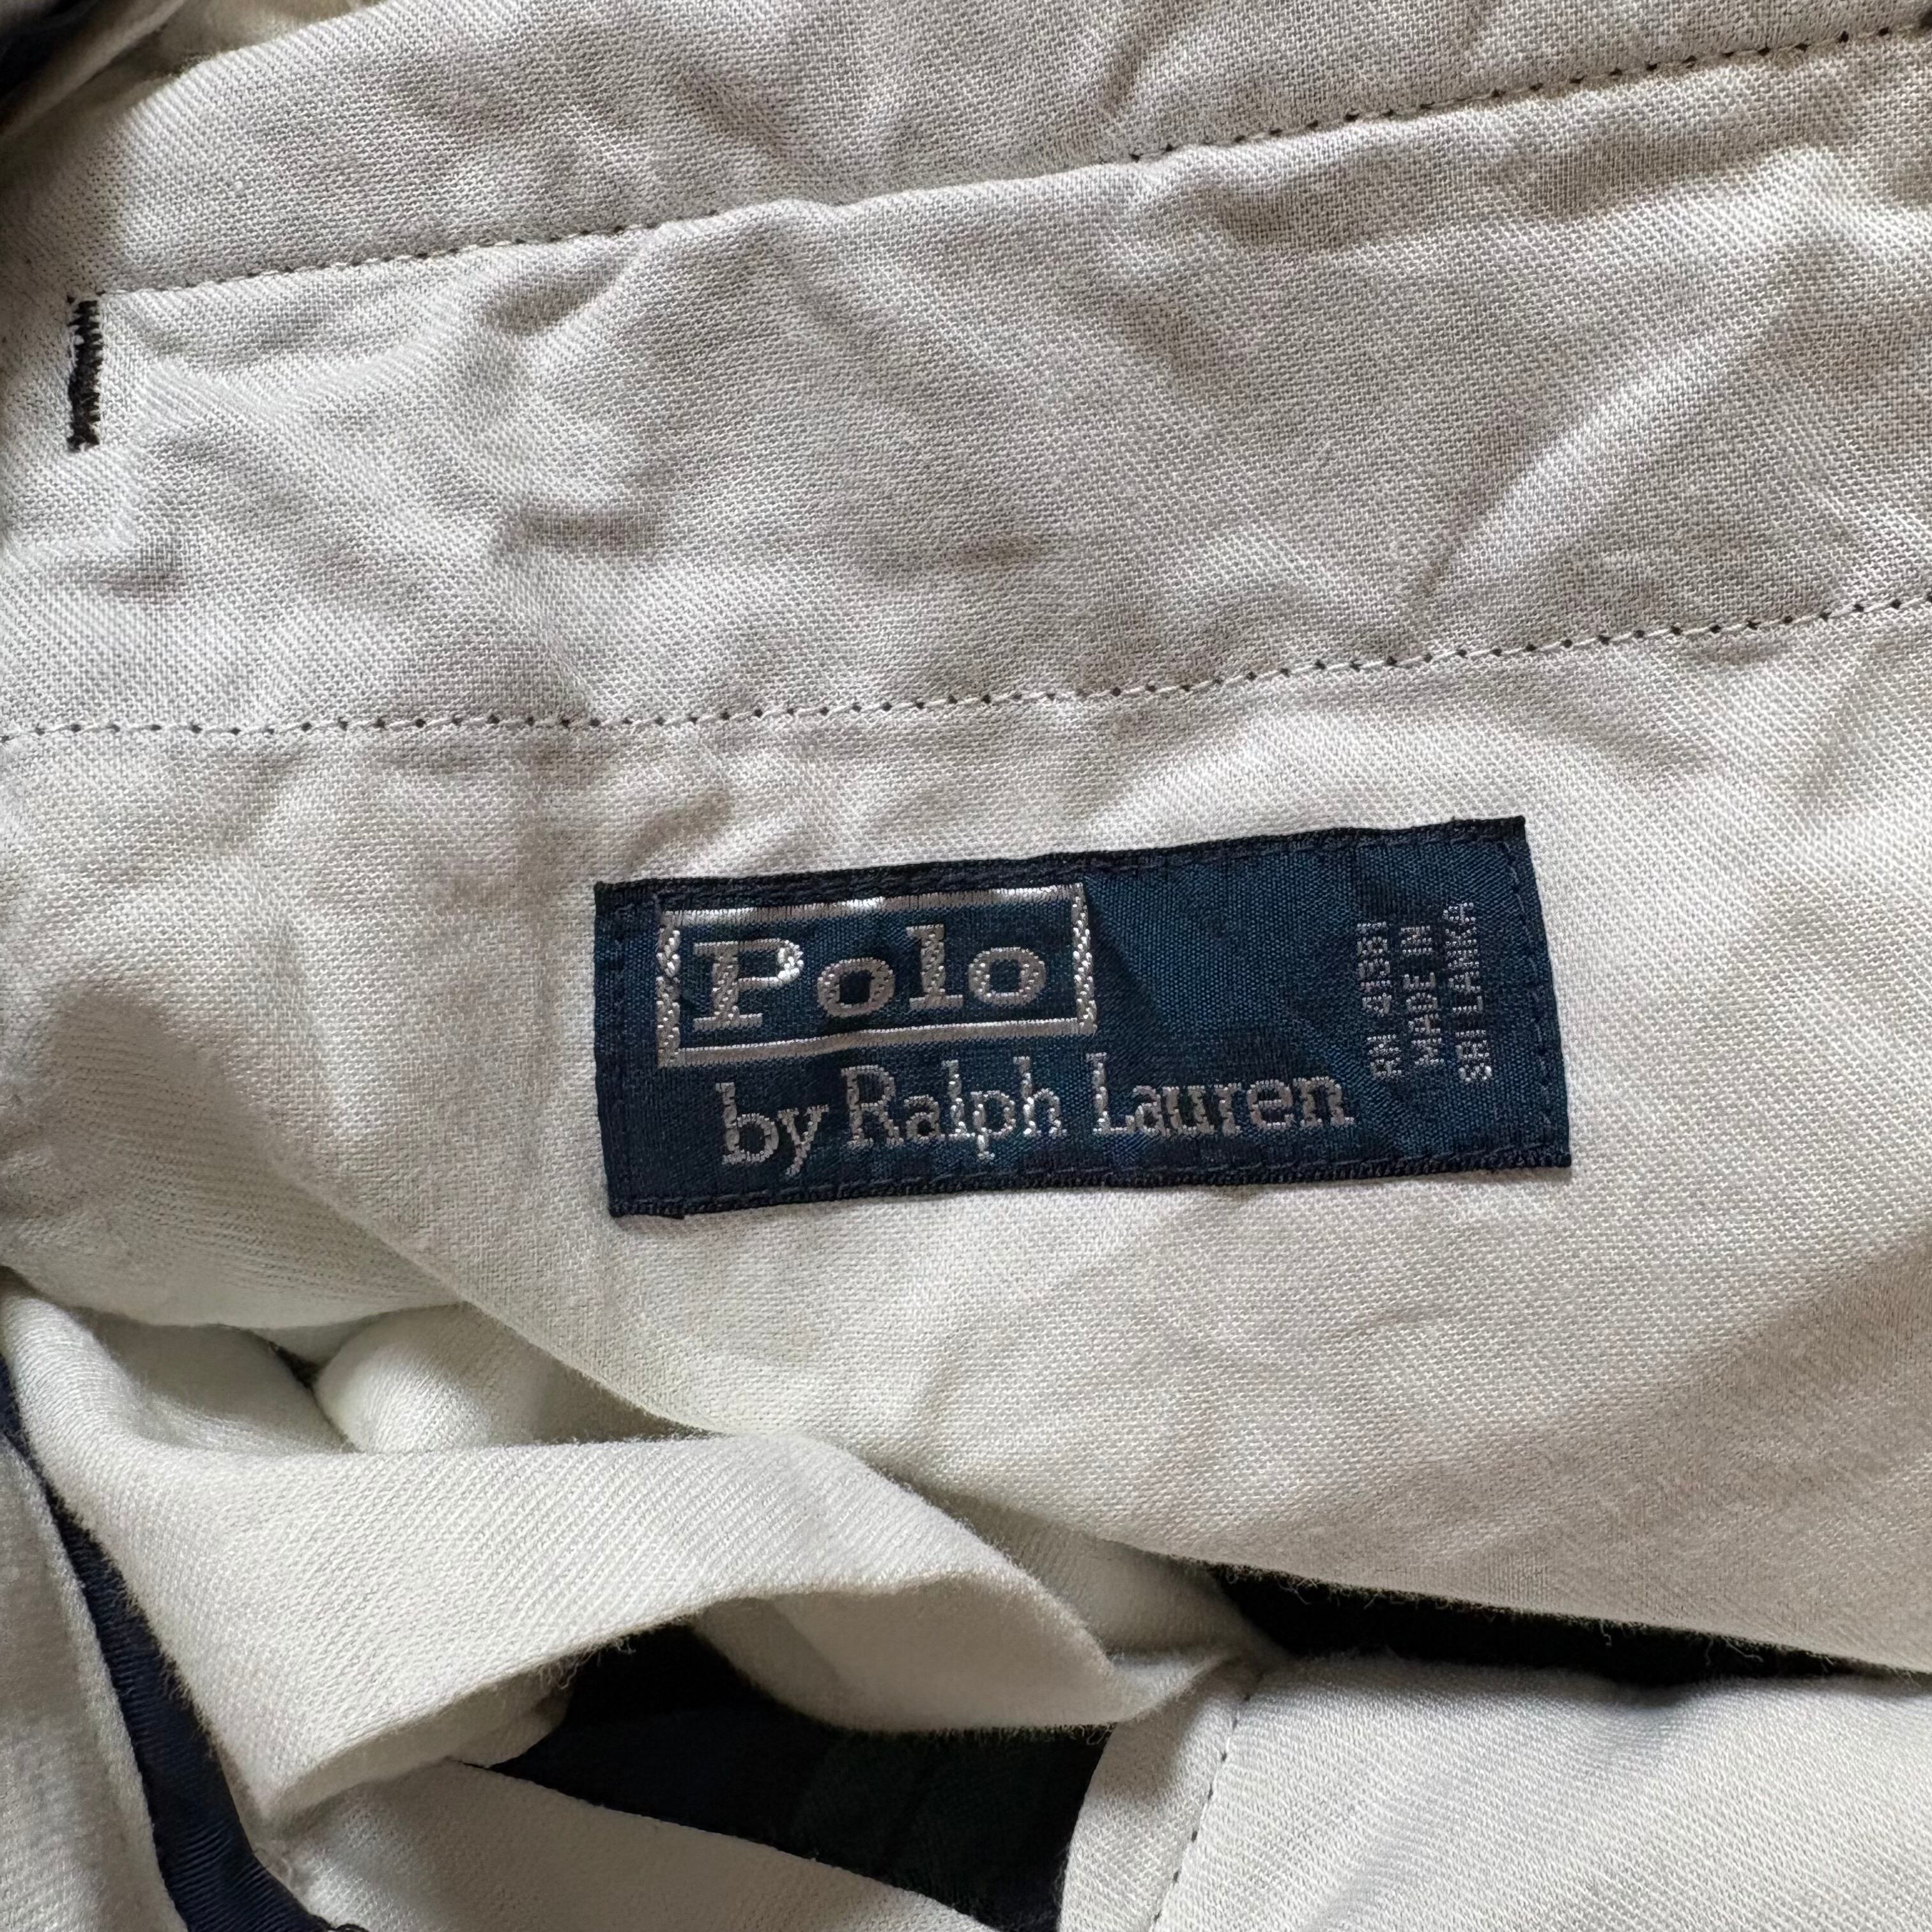 Polo
by Ralph Lauren
RN 41381
MADE IN
SRI LANKA